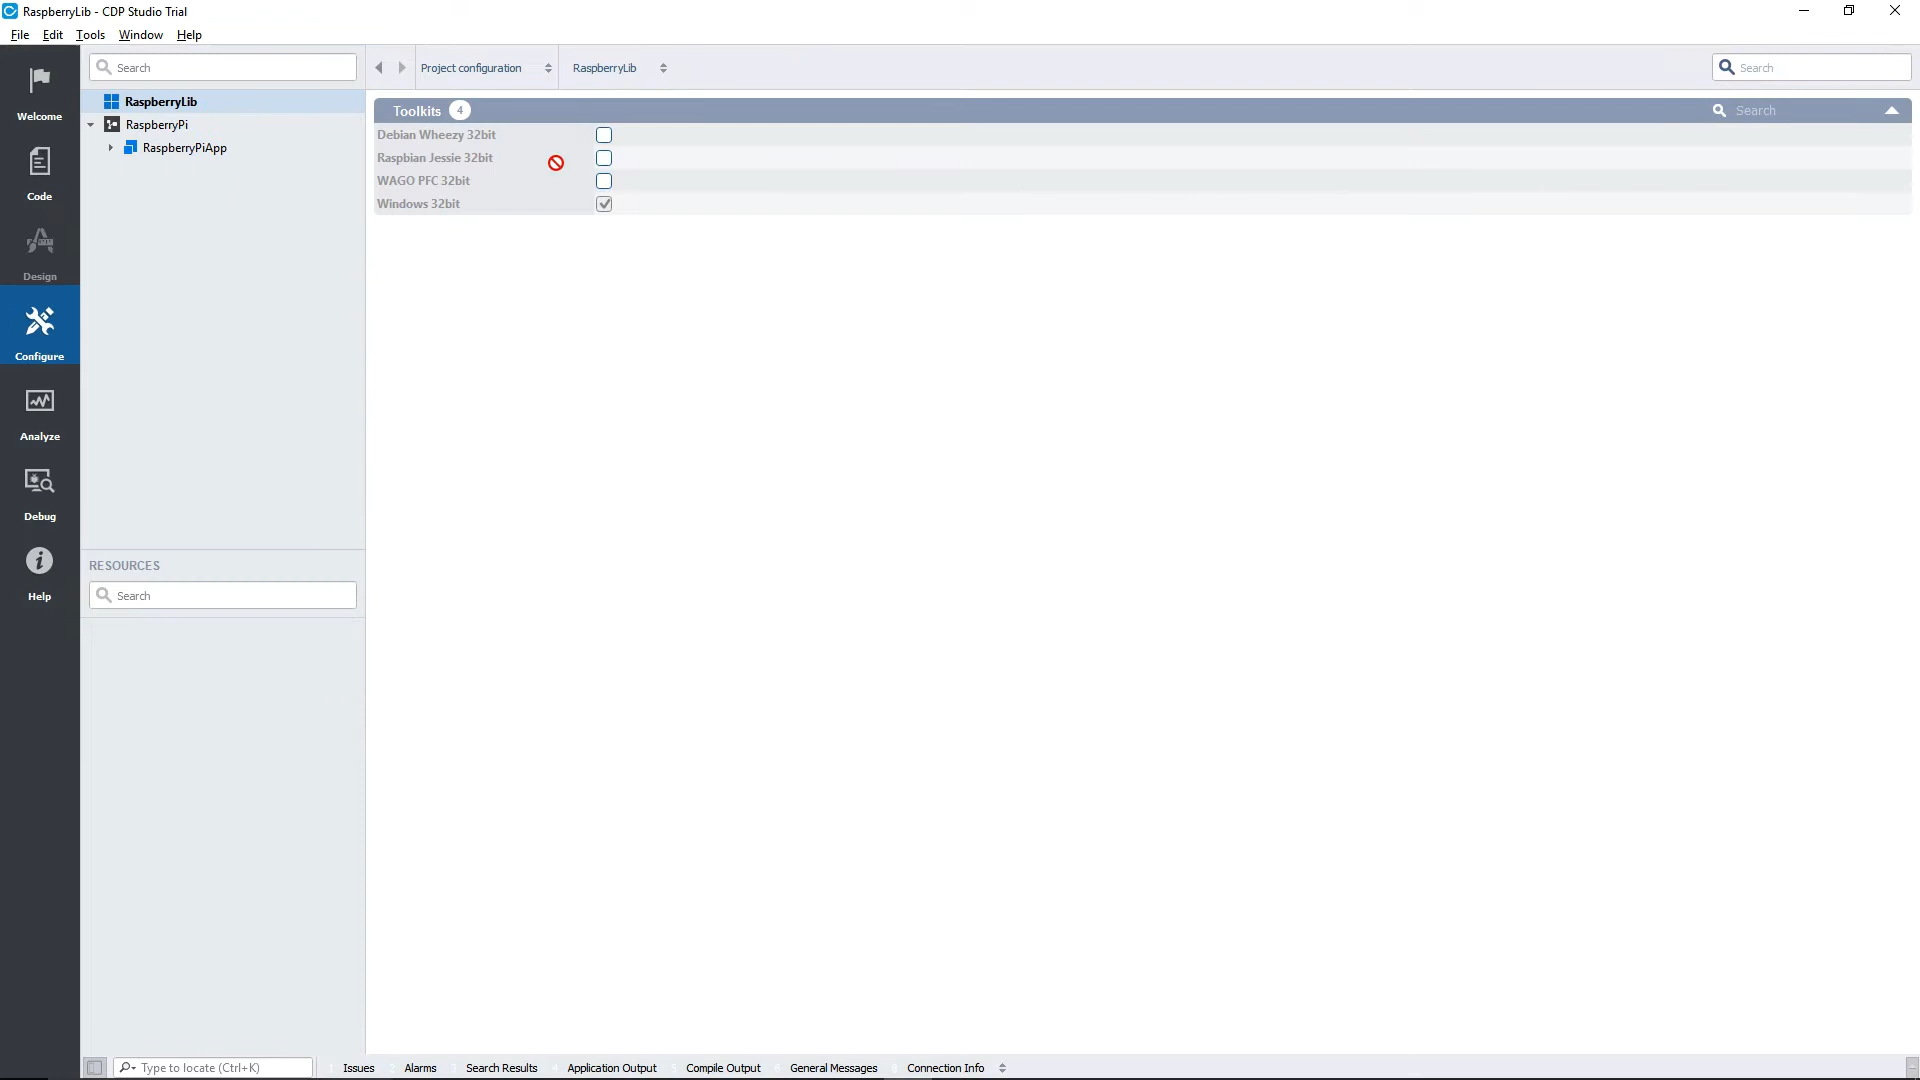 RaspberryLib - CDP Studio Trial
File Edit Tools Window Help
Welcome
Code
Design
Configure
Analyze
Debug
Help
Search
RaspberryLib
RaspberryPi
RaspberryPiApp
RESOURCES
Search
Project configuration RaspberryLib Search
Toolkits 4 Search
Debian Wheezy 32bit
Raspbian Jessie 32bit
WAGO PFC 32bit
Windows 32bit
Type to locate (Ctrl+K) Issues Alarms Search Results Application Output Compile Output General Messages Connection Info